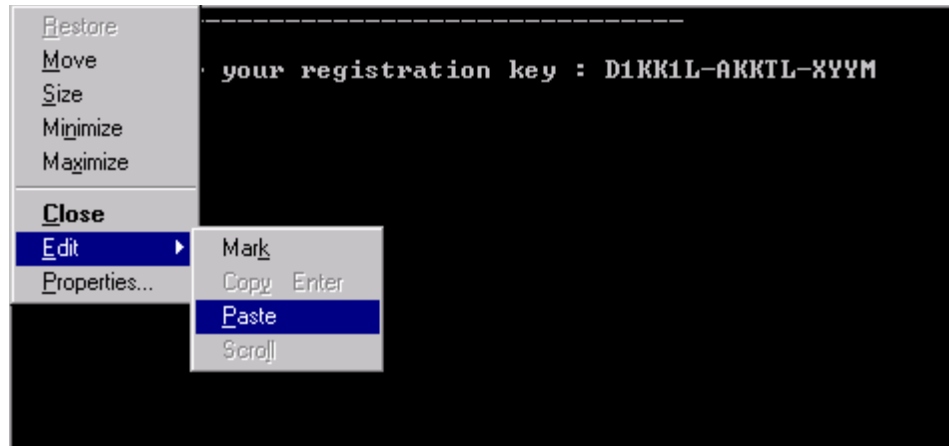 Restore
Move
Size
Minimize
Maximize
Close
Edit
Properties...
Mark
Copy Enter
Paste
Scroll
your registration key : D1KK1L-AKKTL-XYYM